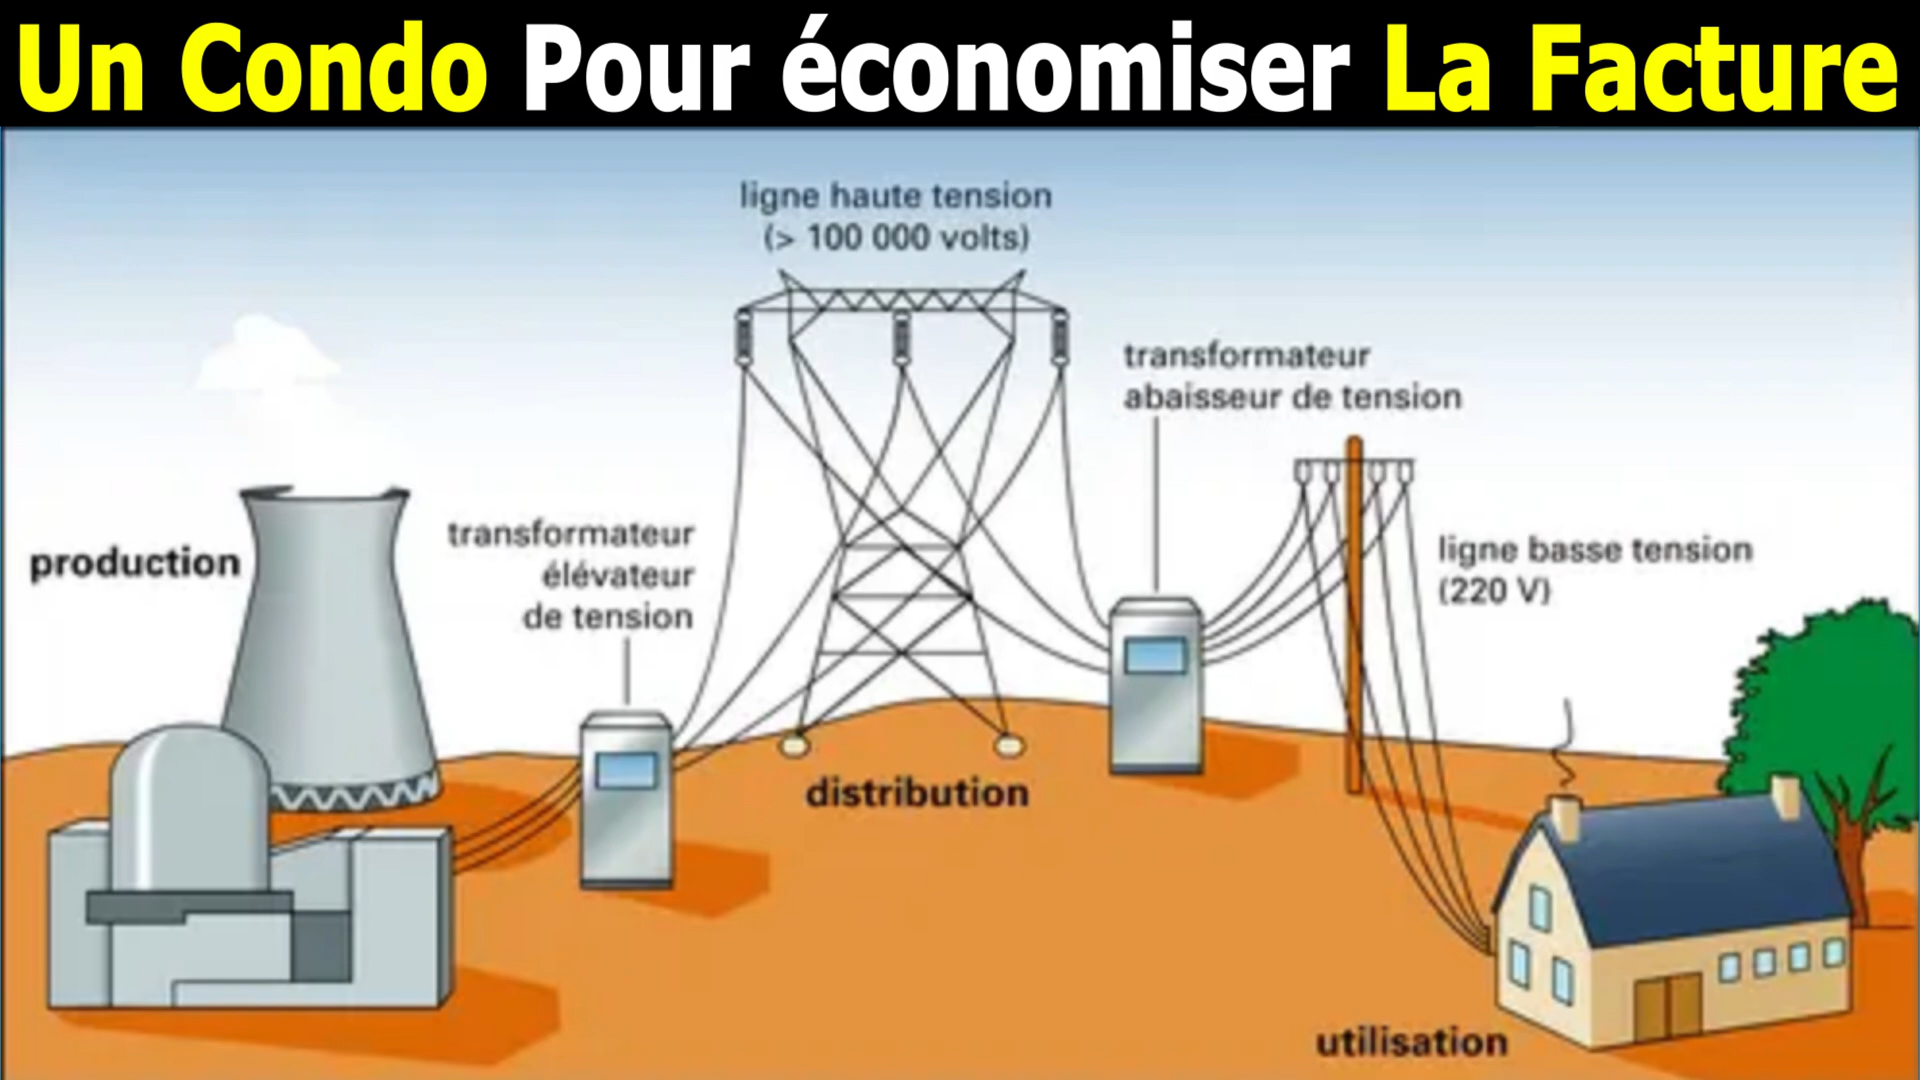 Un Condo Pour économiser La Facture
ligne haute tension
(> 100 000 volts)
transformateur
abaisseur de tension
transformateur
élévateur
de tension
production
ligne basse tension
(220 V)
distribution
utilisation